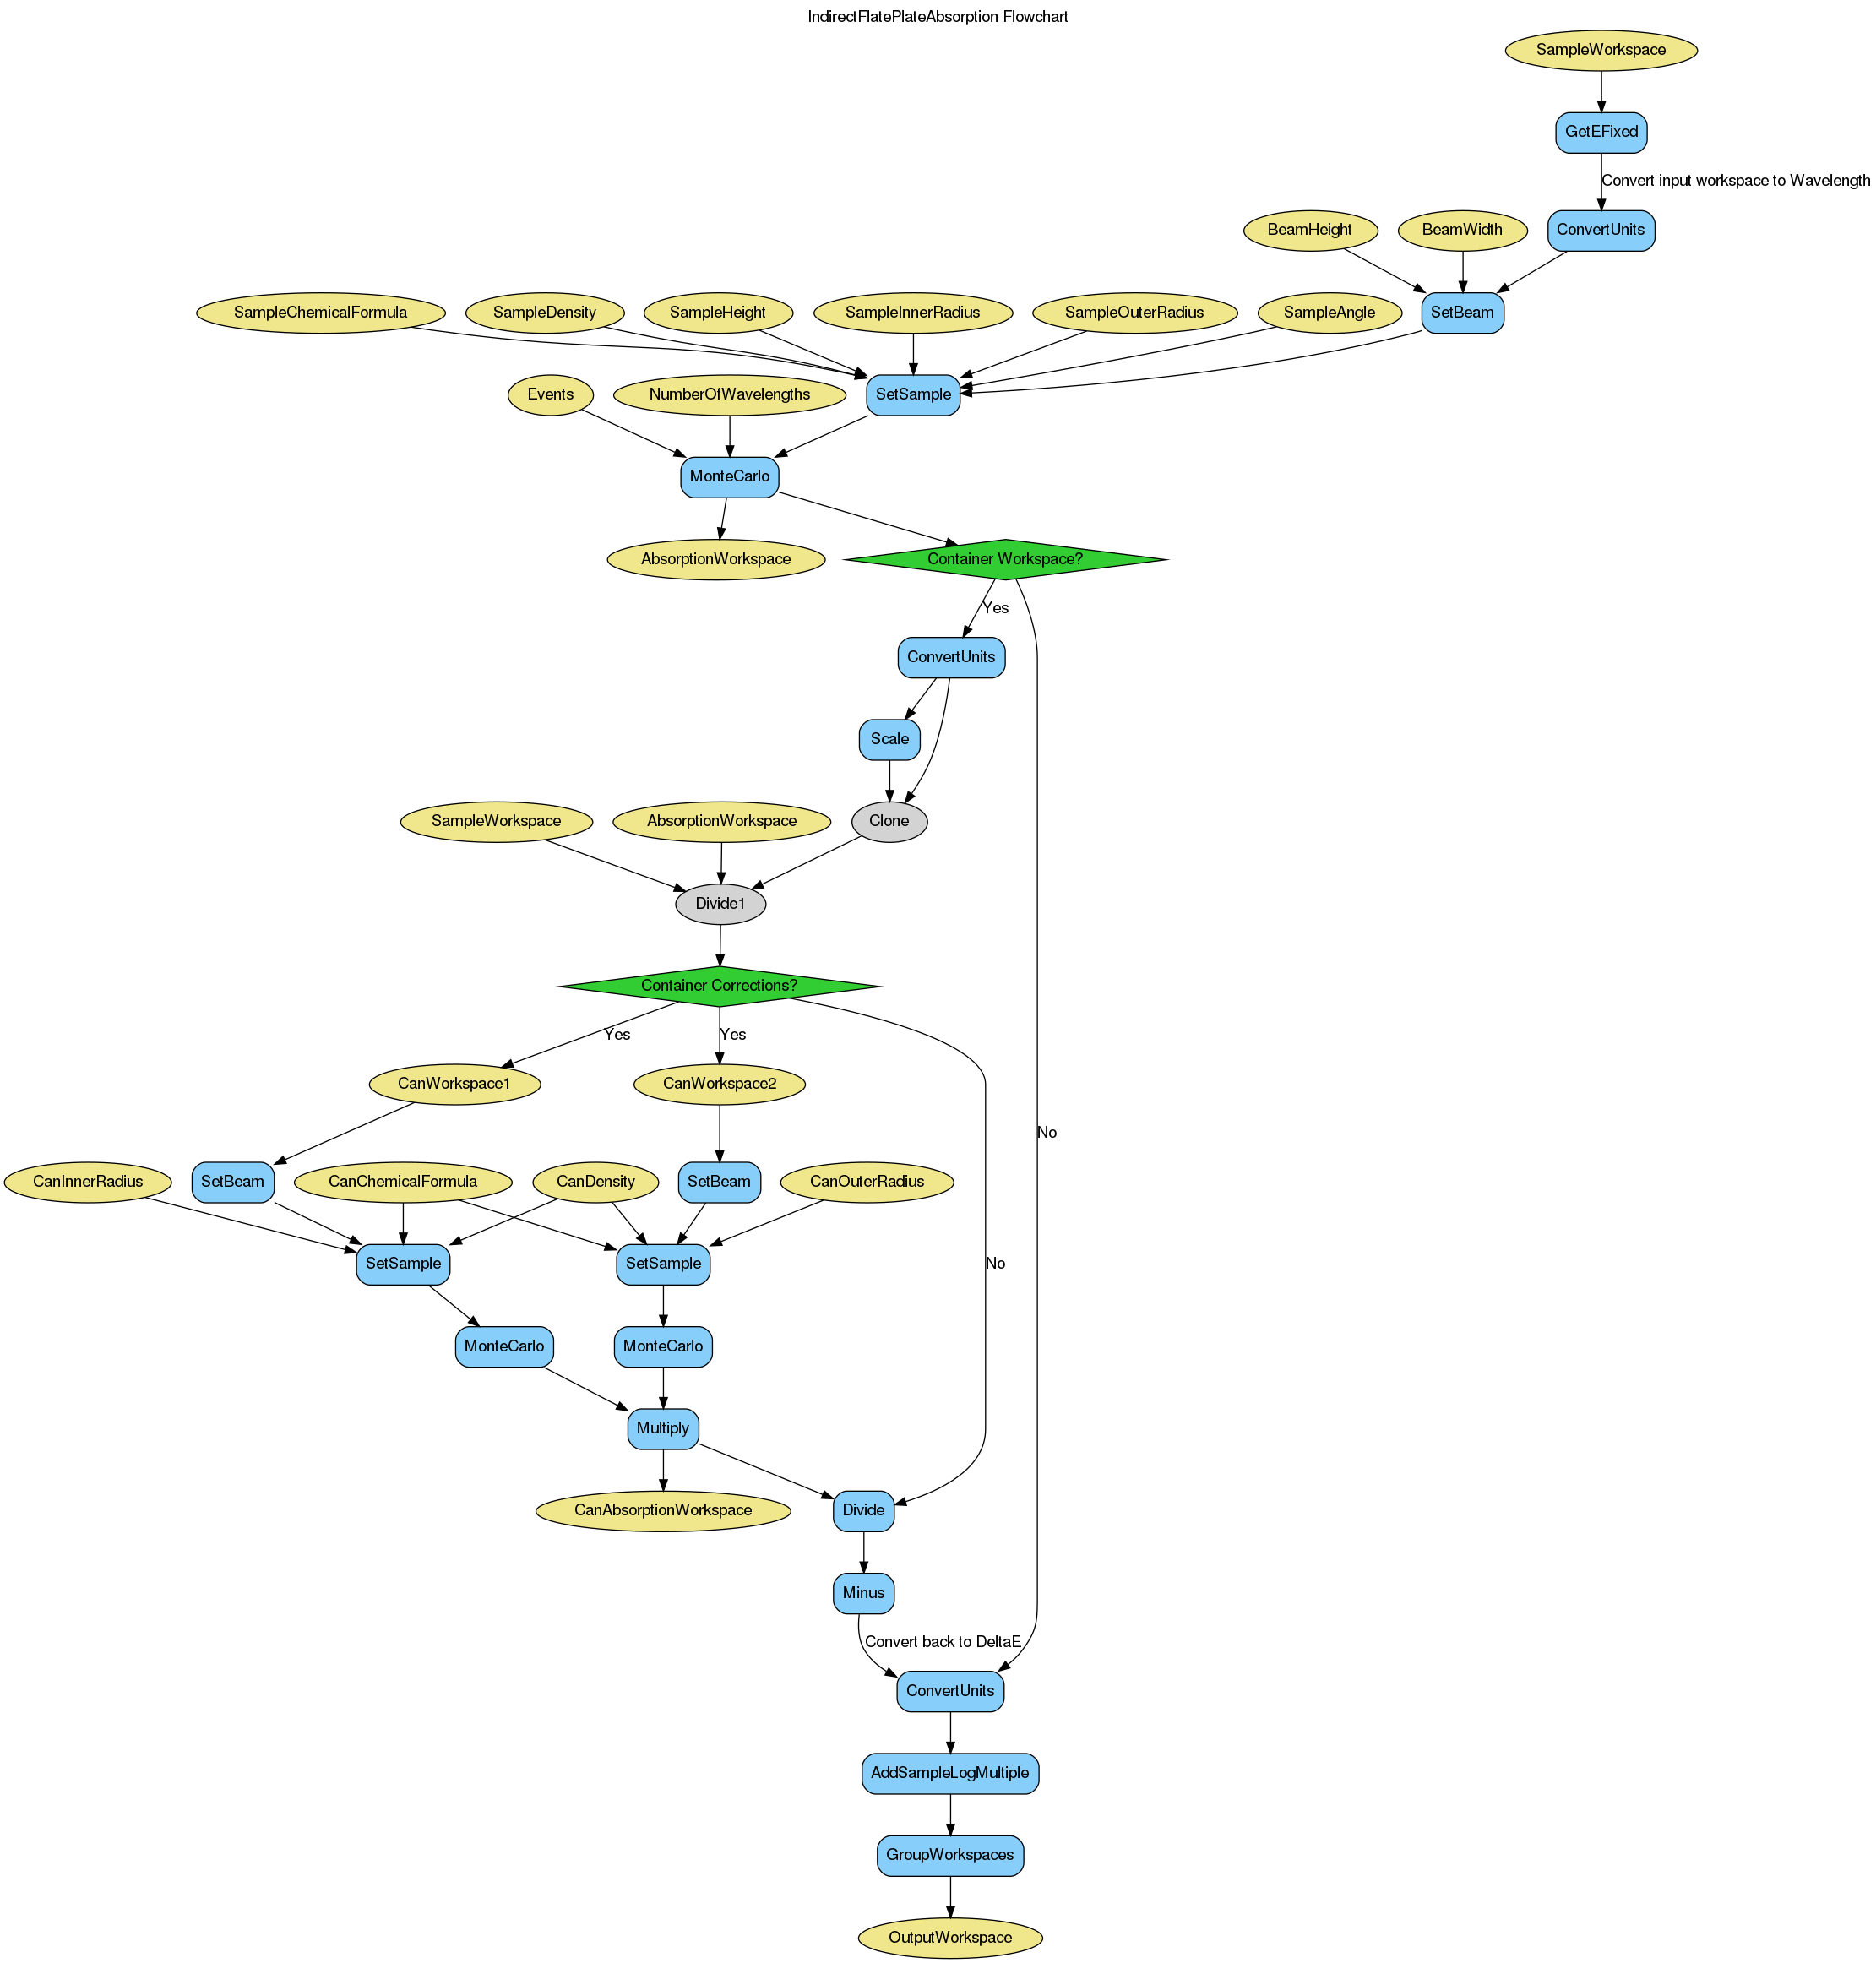 IndirectFlatePlateAbsorption Flowchart
SampleWorkspace
GetEFixed
Convert input workspace to Wavelength
BeamHeight
BeamWidth
ConvertUnits
SampleChemicalFormula
SampleDensity
SampleHeight
SampleInnerRadius
SampleOuterRadius
SampleAngle
SetBeam
Events
NumberOfWavelengths
SetSample
MonteCarlo
AbsorptionWorkspace
Container Workspace?
Yes
ConvertUnits
Scale
SampleWorkspace
AbsorptionWorkspace
Clone
Divide1
Container Corrections?
Yes
Yes
CanWorkspace1
CanWorkspace2
No
CanInnerRadius
SetBeam
CanChemicalFormula
CanDensity
SetBeam
CanOuterRadius
SetSample
SetSample
No
MonteCarlo
MonteCarlo
Multiply
CanAbsorptionWorkspace
Divide
Minus
Convert back to DeltaE
ConvertUnits
AddSampleLogMultiple
GroupWorkspaces
OutputWorkspace